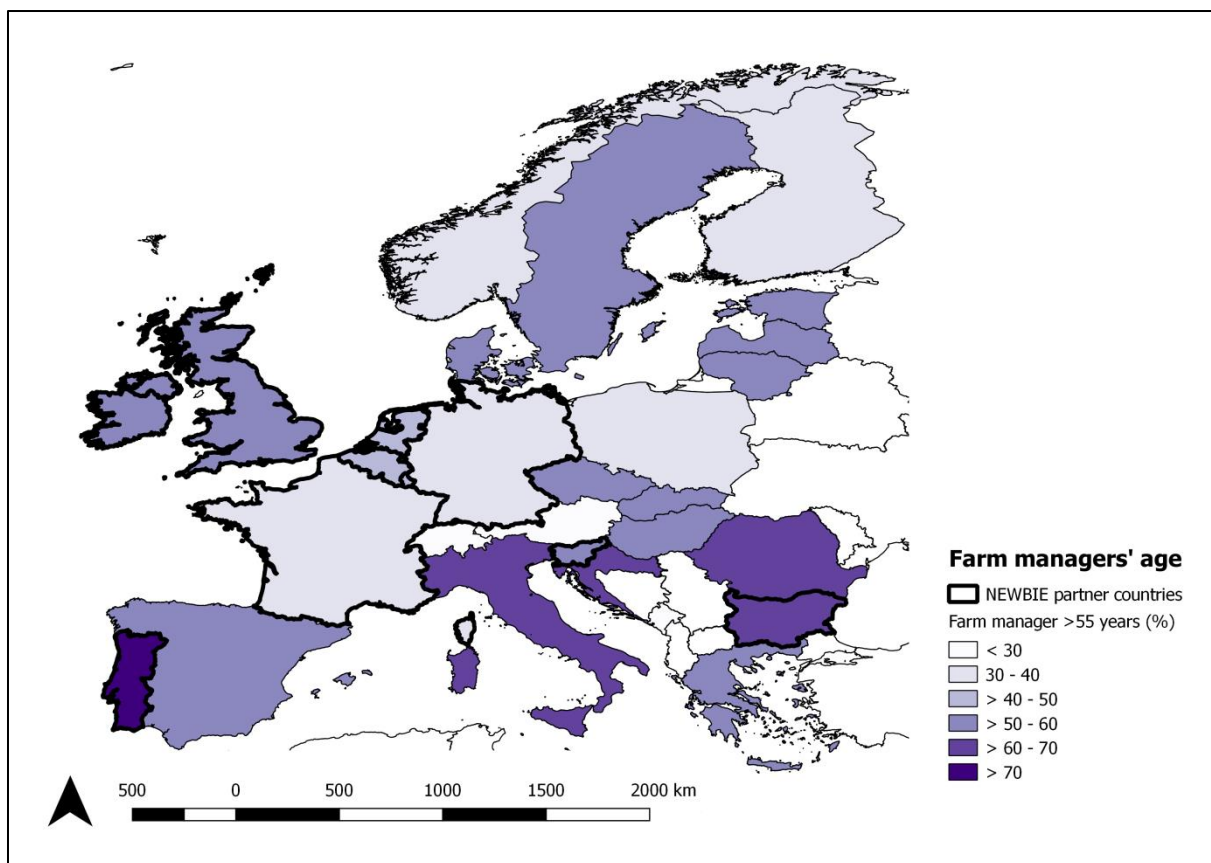 Farm managers' age
NEWBIE partner countries
Farm manager >55 years (%)
< 30
30 - 40
> 40 - 50
> 50 - 60
> 60 - 70
> 70
500 0 500 1000 1500 2000 km